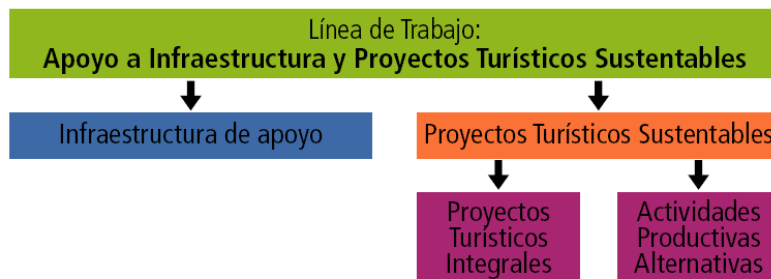 Línea de Trabajo:
Apoyo a Infraestructura y Proyectos Turísticos Sustentables
Infraestructura de apoyo
Proyectos Turísticos Sustentables
Proyectos
Turísticos
Integrales
Actividades
Productivas
Alternativas